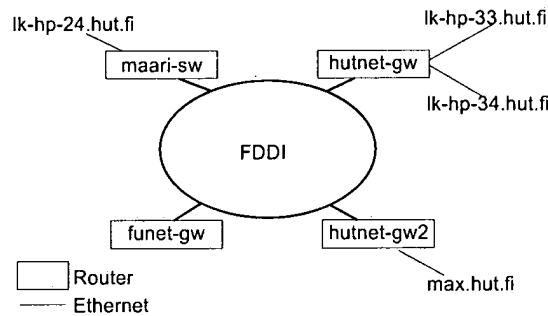 lk-hp-24.hut.fi
lk-hp-33.hut.fi
maari-sw
hutnet-gw
lk-hp-34.hut.fi
FDDI
funet-gw
hutnet-gw2
Router
max.hut.fi
Ethernet